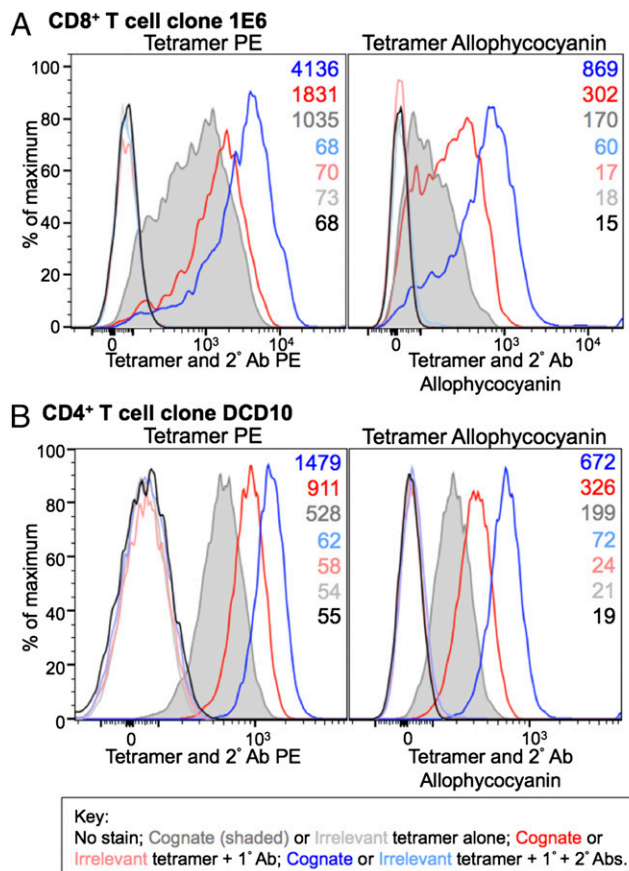 A CD8⁺ T cell clone 1E6
Tetramer PE
Tetramer Allophycocyanin
% of maximum
100
80
60
40
20
0
4136
1831
1035
68
70
73
68
869
302
170
60
17
18
15
0
10³
10⁴
0
10³
10⁴
Tetramer and 2˚ Ab PE
Tetramer and 2˚ Ab
Allophycocyanin
B CD4⁺ T cell clone DCD10
Tetramer PE
Tetramer Allophycocyanin
% of maximum
100
80
60
40
20
0
1479
911
528
62
58
54
55
672
326
199
72
24
21
19
0
10³
0
10³
Tetramer and 2˚ Ab PE
Tetramer and 2˚ Ab
Allophycocyanin
Key:
No stain; Cognate (shaded) or Irrelevant tetramer alone; Cognate or
Irrelevant tetramer + 1˚ Ab; Cognate or Irrelevant tetramer + 1˚ + 2˚ Abs.